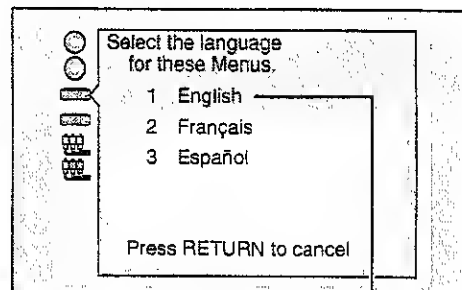 Select the language
for these Menus.
1 English
2 Français
3 Español
Press RETURN to cancel